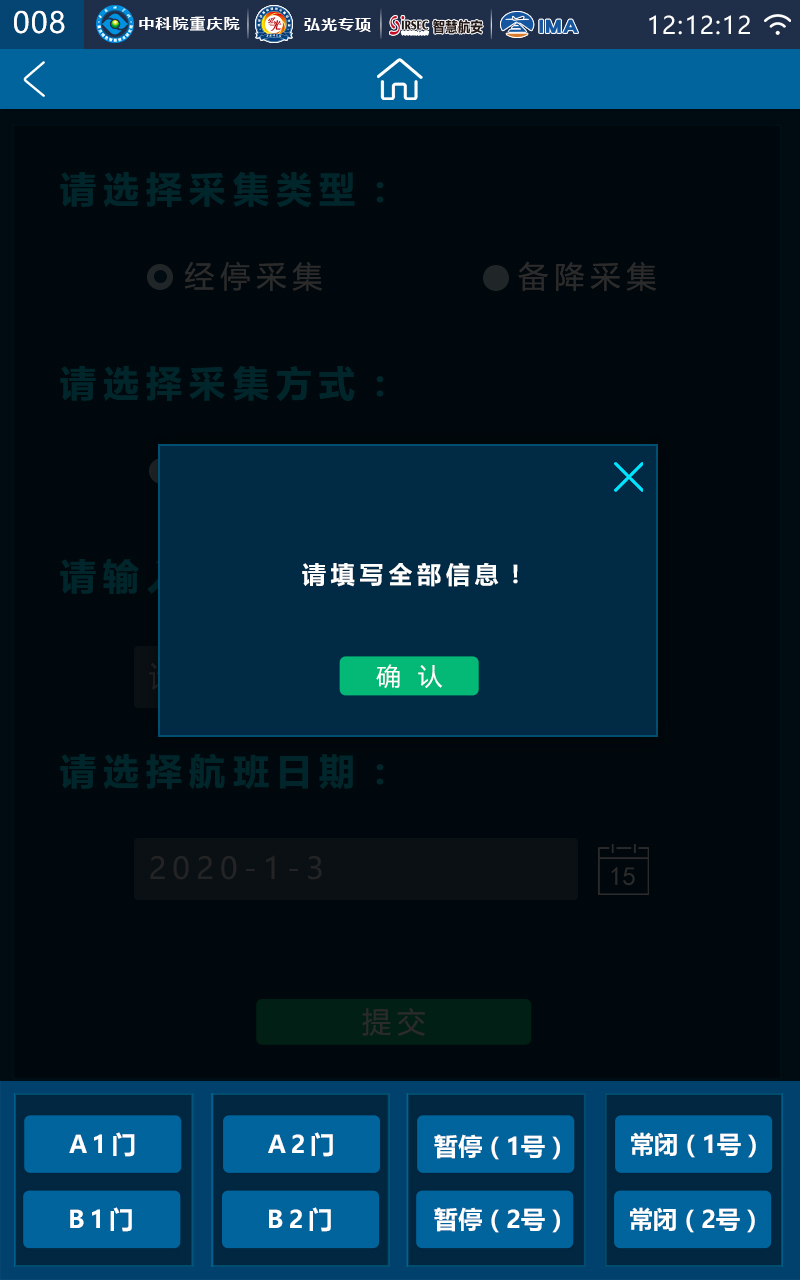 008
中科院重庆院
弘光专项
SiRSEC 智慧航安
IMA
12:12:12
请选择采集类型：
经停采集
备降采集
请选择采集方式：
请输
请填写全部信息！
确 认
请选择航班日期：
2020-1-3
15
提交
A1门
A2门
暂停（1号）
常闭（1号）
B1门
B2门
暂停（2号）
常闭（2号）